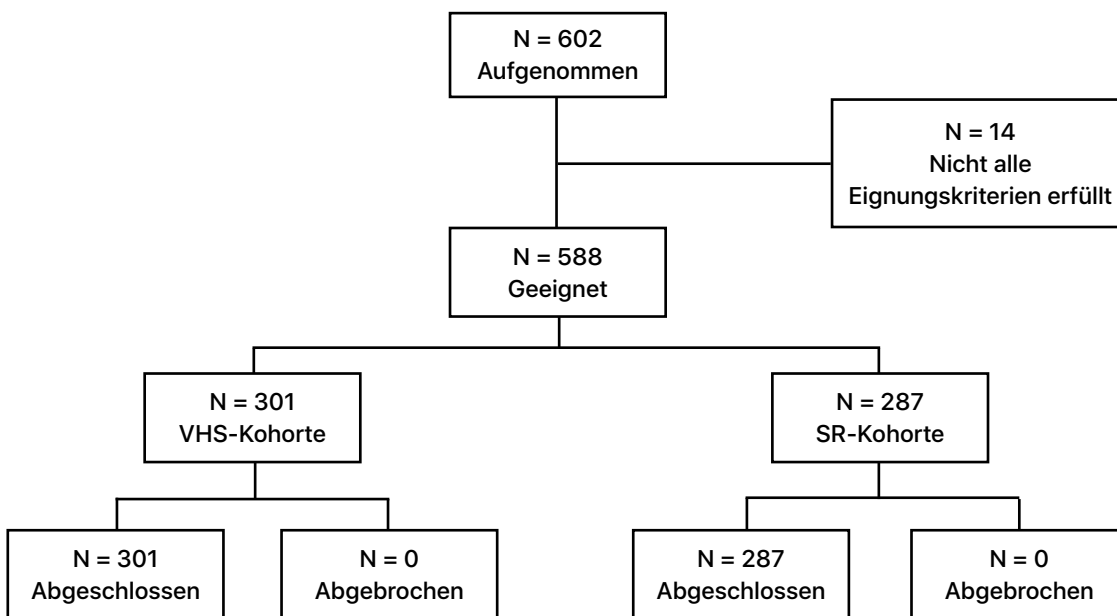 N = 602
Aufgenommen
N = 14
Nicht alle
Eignungskriterien erfüllt
N = 588
Geeignet
N = 301
VHS-Kohorte
N = 287
SR-Kohorte
N = 301
Abgeschlossen
N = 0
Abgebrochen
N = 287
Abgeschlossen
N = 0
Abgebrochen